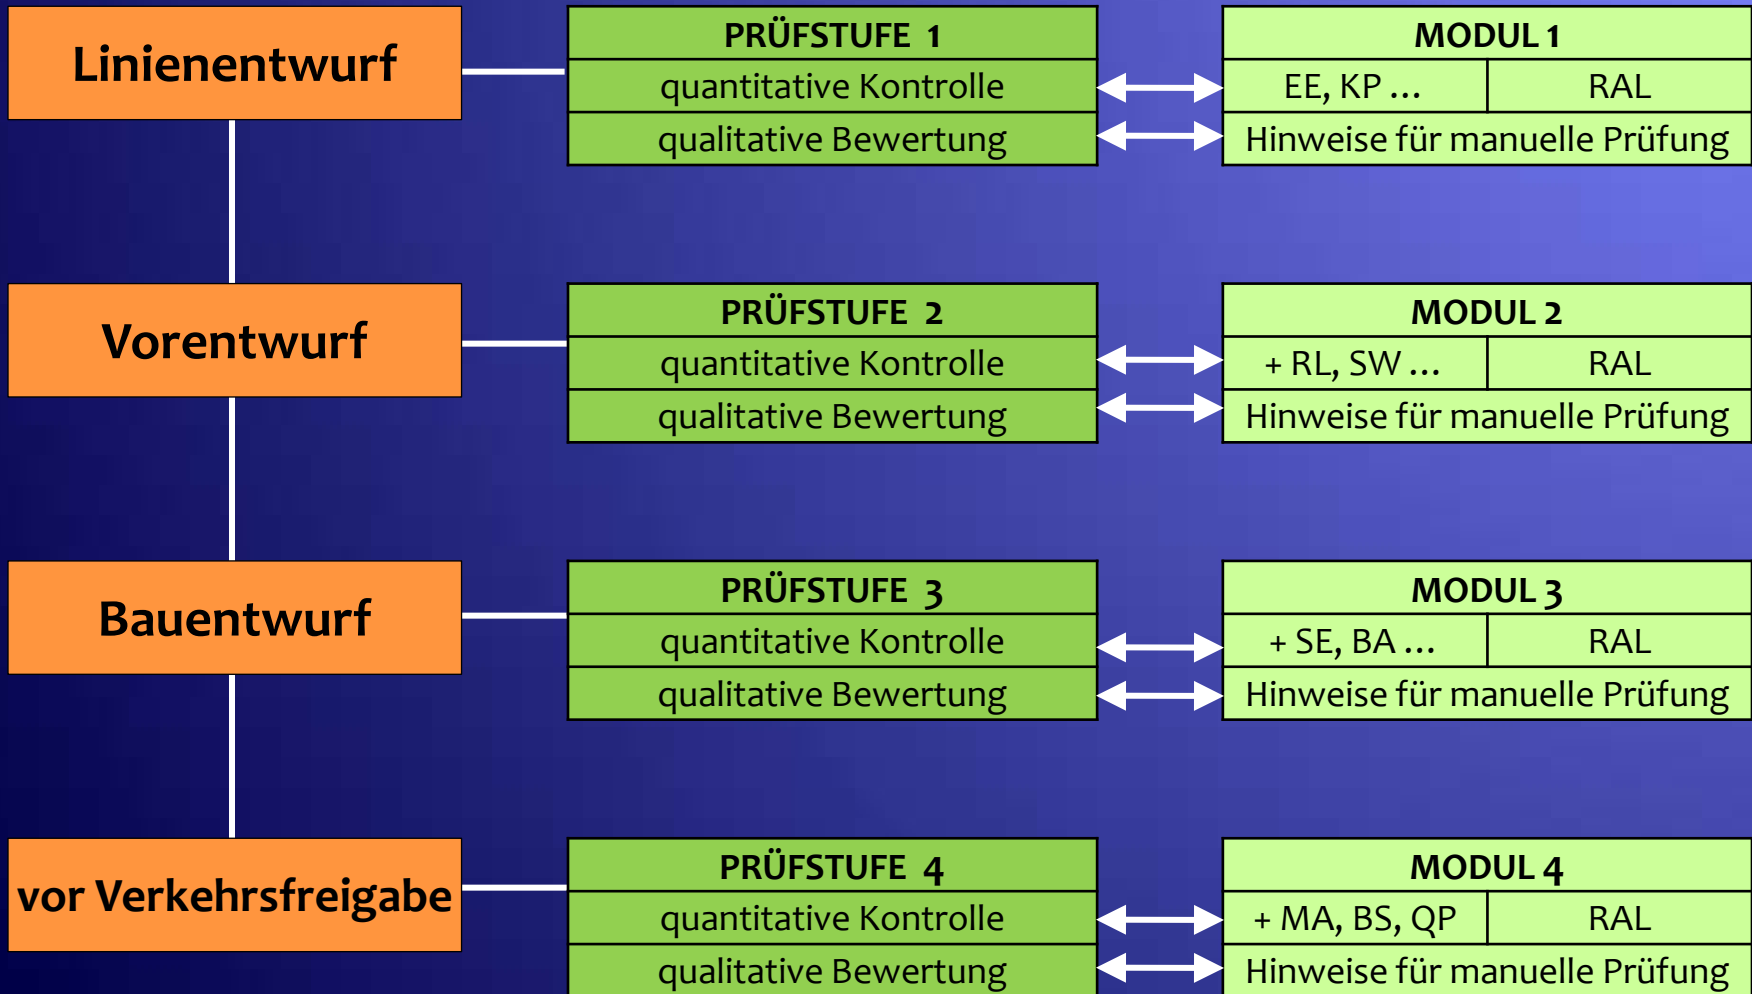 Linienentwurf
PRÜFSTUFE 1
quantitative Kontrolle
qualitative Bewertung
MODUL 1
EE, KP ... RAL
Hinweise für manuelle Prüfung
Vorentwurf
PRÜFSTUFE 2
quantitative Kontrolle
qualitative Bewertung
MODUL 2
+ RL, SW ... RAL
Hinweise für manuelle Prüfung
Bauentwurf
PRÜFSTUFE 3
quantitative Kontrolle
qualitative Bewertung
MODUL 3
+ SE, BA ... RAL
Hinweise für manuelle Prüfung
vor Verkehrsfreigabe
PRÜFSTUFE 4
quantitative Kontrolle
qualitative Bewertung
MODUL 4
+ MA, BS, QP RAL
Hinweise für manuelle Prüfung